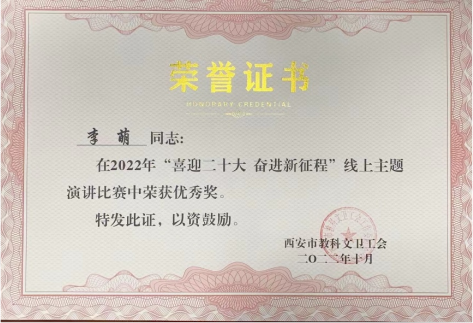 荣誉证书
HONORARY CREDENTIAL
李萌 同志:
在2022年“喜迎二十大 奋进新征程”线上主题
演讲比赛中荣获优秀奖。
特发此证，以资鼓励。
西安市教科文卫工会
二〇二二年十月